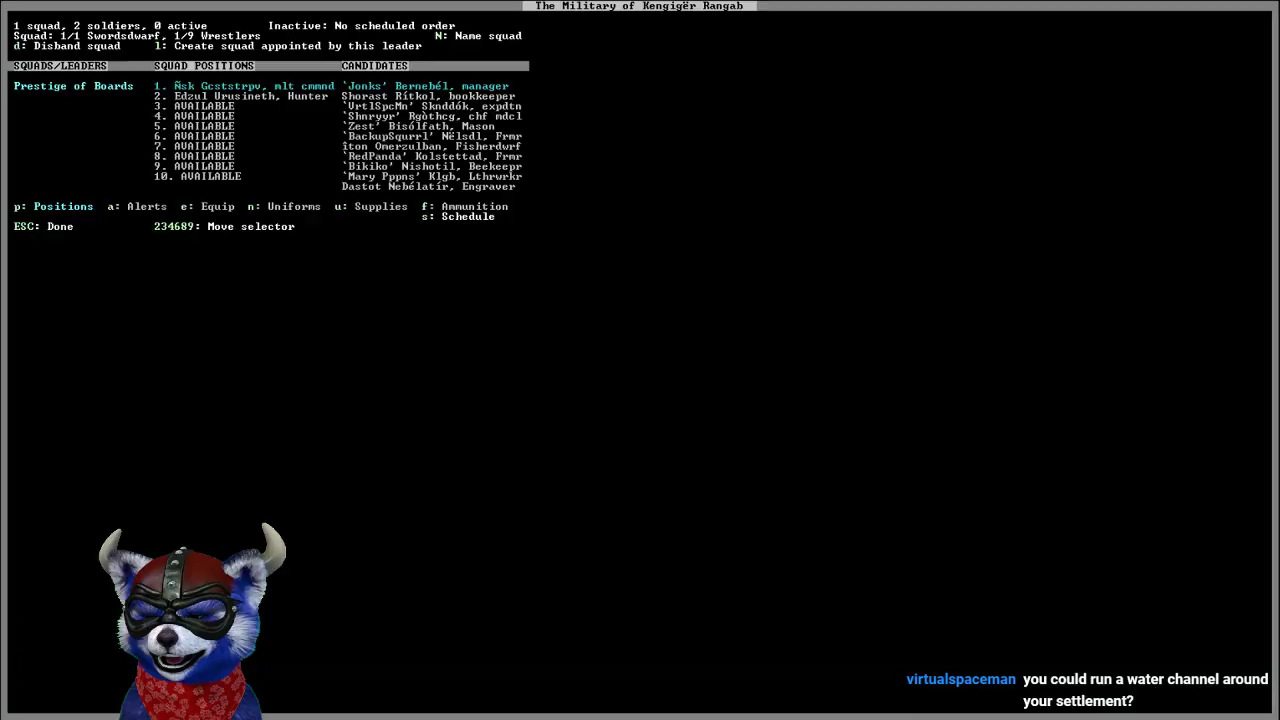 The Military of Kengigër Rangab
1 squad, 2 soldiers, 0 active Inactive: No scheduled order
Squad: 1/1 Swordsdwarf, 1/9 Wrestlers N: Name squad
d: Disband squad l: Create squad appointed by this leader
SQUADS/LEADERS SQUAD POSITIONS CANDIDATES
Prestige of Boards 1. Ñsk Gcststrpv, mlt cmmnd `Jonks' Bernebél, manager
2. Edzul Urusineth, Hunter Shorast Rítkol, bookkeeper
3. AVAILABLE `VrtlSpcMn' Sknddók, expdtn
4. AVAILABLE `Shnryyr' Rgòthcg, chf mdcl
5. AVAILABLE `Zest' Bisólfath, Mason
6. AVAILABLE `BackupSqurrl' Nëlsdl, Frmr
7. AVAILABLE Îton Omerzulban, Fisherdwrf
8. AVAILABLE `RedPanda' Kolstettad, Frmr
9. AVAILABLE `Bikiko' Nishotil, Beekeepr
10. AVAILABLE `Mary Pppns' Klgb, Lthrwrkr
Dastot Nebélatír, Engraver
p: Positions a: Alerts e: Equip n: Uniforms u: Supplies f: Ammunition
s: Schedule
ESC: Done 234689: Move selector
virtualspaceman you could run a water channel around
your settlement?